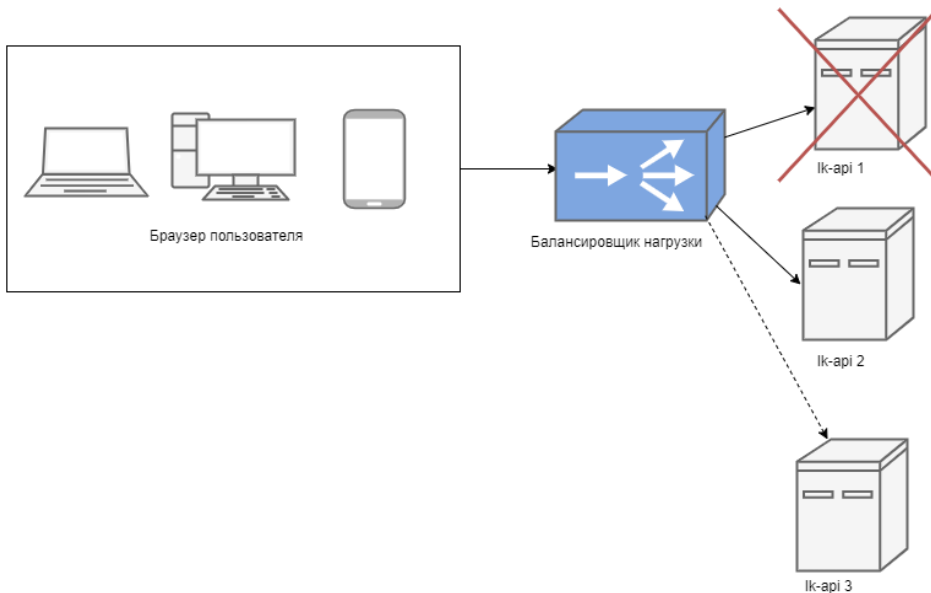 Браузер пользователя
Балансировщик нагрузки
lk-api 1
lk-api 2
lk-api 3